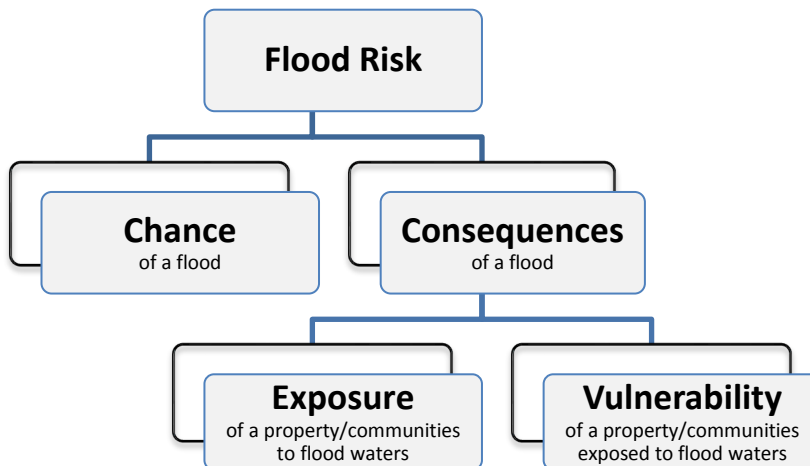 Flood Risk
Chance
of a flood
Consequences
of a flood
Exposure
of a property/communities
to flood waters
Vulnerability
of a property/communities
exposed to flood waters